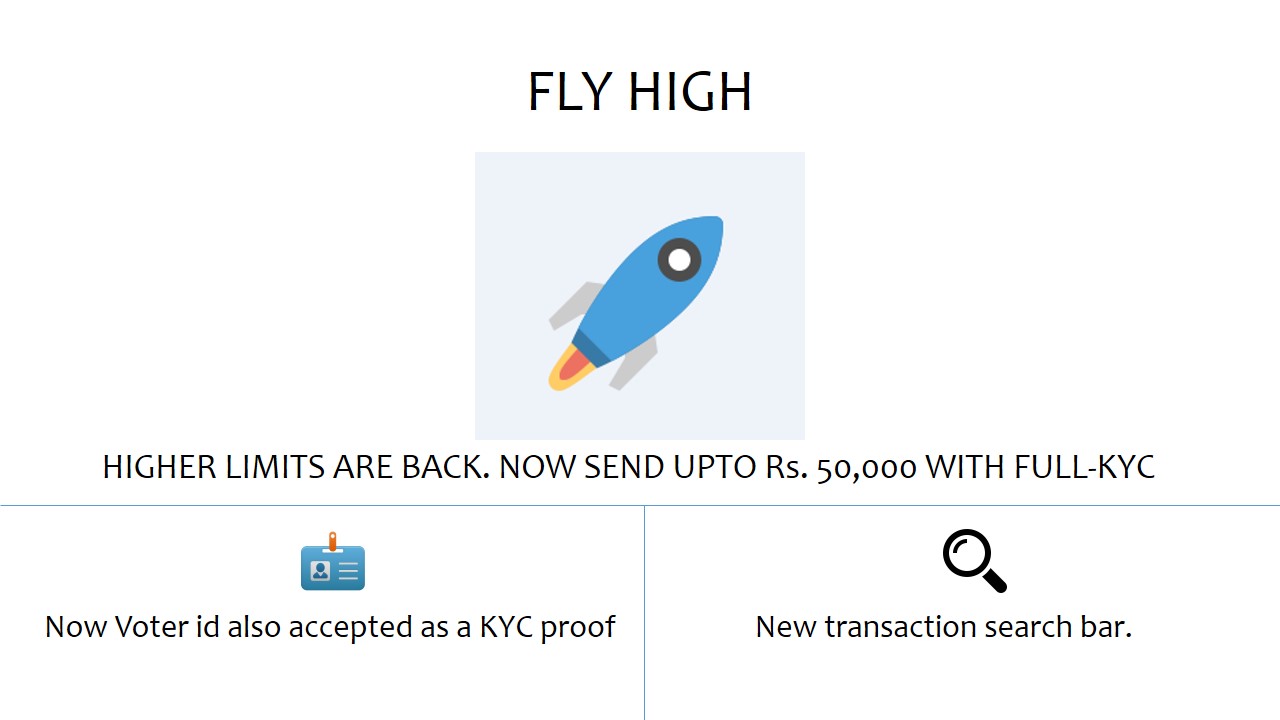 FLY HIGH
HIGHER LIMITS ARE BACK. NOW SEND UPTO Rs. 50,000 WITH FULL-KYC
Now Voter id also accepted as a KYC proof
New transaction search bar.